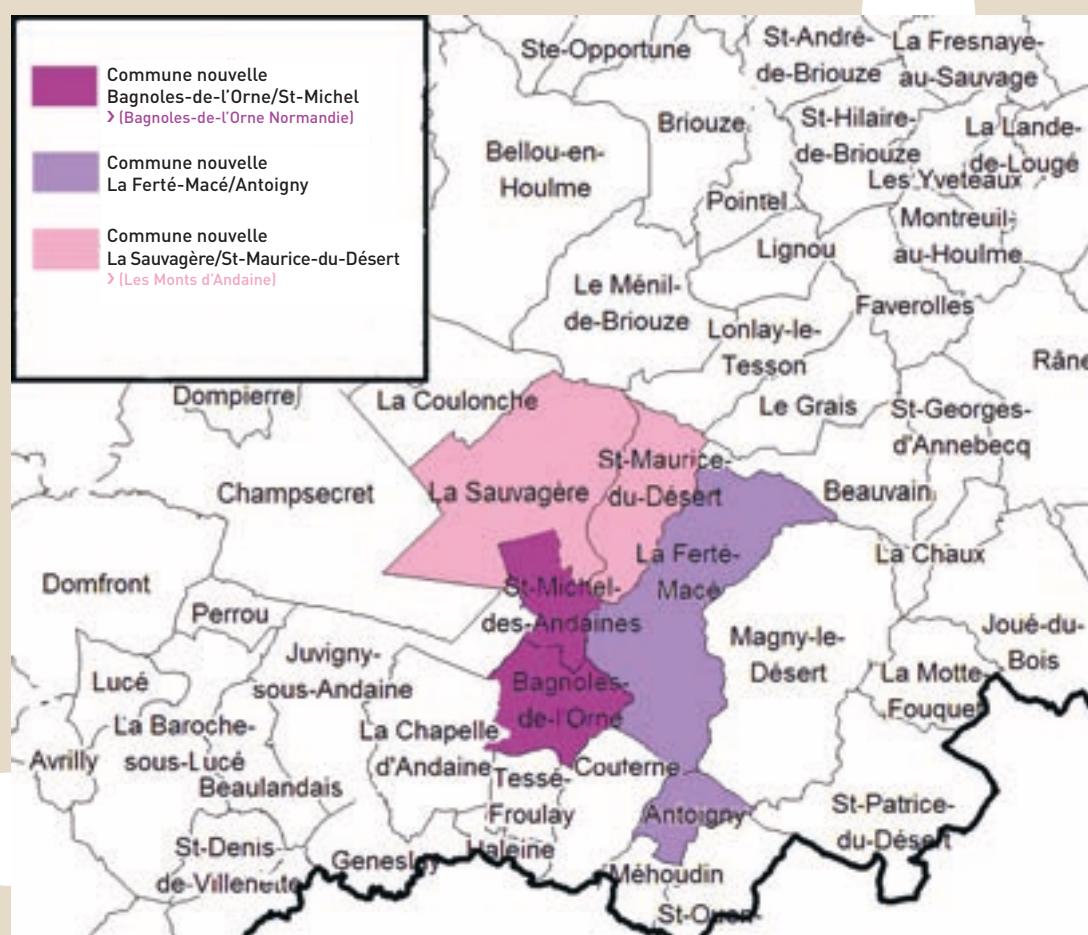 Commune nouvelle
Bagnoles-de-l'Orne/St-Michel
› (Bagnoles-de-l'Orne Normandie)
Commune nouvelle
La Ferté-Macé/Antoigny
Commune nouvelle
La Sauvagère/St-Maurice-du-Désert
› (Les Monts d'Andaine)
Ste-Opportune
St-André-
de-Briouze
La Fresnaye-
au-Sauvage
Briouze
St-Hilaire-
de-Briouze
La Lande-
de-Lougé
Bellou-en-
Houlme
Les Yveteaux
Pointel
Montreuil-
au-Houlme
Lignou
Le Ménil-
de-Briouze
Faverolles
Lonlay-le-
Tesson
Râne
Dompierre
La Coulonche
Le Grais
St-Georges-
d'Annebecq
St-Maurice-
du-Désert
Champsecret
La Sauvagère
Beauvain
La Ferté-
Macé
La Chaux
Domfront
St-Michel-
des-Andaines
Perrou
Magny-le-
Désert
Joué-du-
Bois
Juvigny-
sous-Andaine
Lucé
Bagnoles-
de-l'Orne
La Motte-
Fouquet
La Baroche-
sous-Lucé
La Chapelle
d'Andaine
Avrilly
Beaulandais
Tessé-
Froulay
Couterne
Antoigny
St-Patrice-
du-Désert
St-Denis
de-Villenette
Geneslay
Haleine
Méhoudin
St-Ouen-